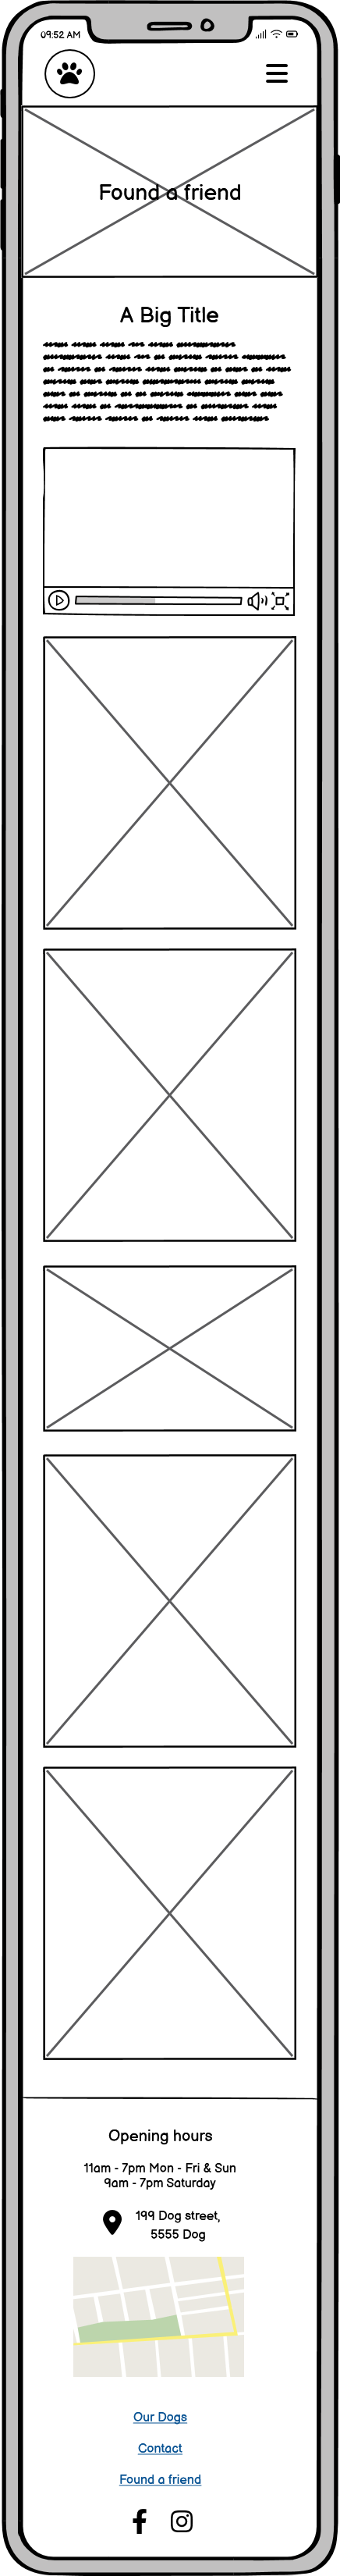 09:52 AM
Found a friend
A Big Title
Opening hours
11am - 7pm Mon - Fri & Sun
9am - 7pm Saturday
199 Dog street,
5555 Dog
Our Dogs
Contact
Found a friend